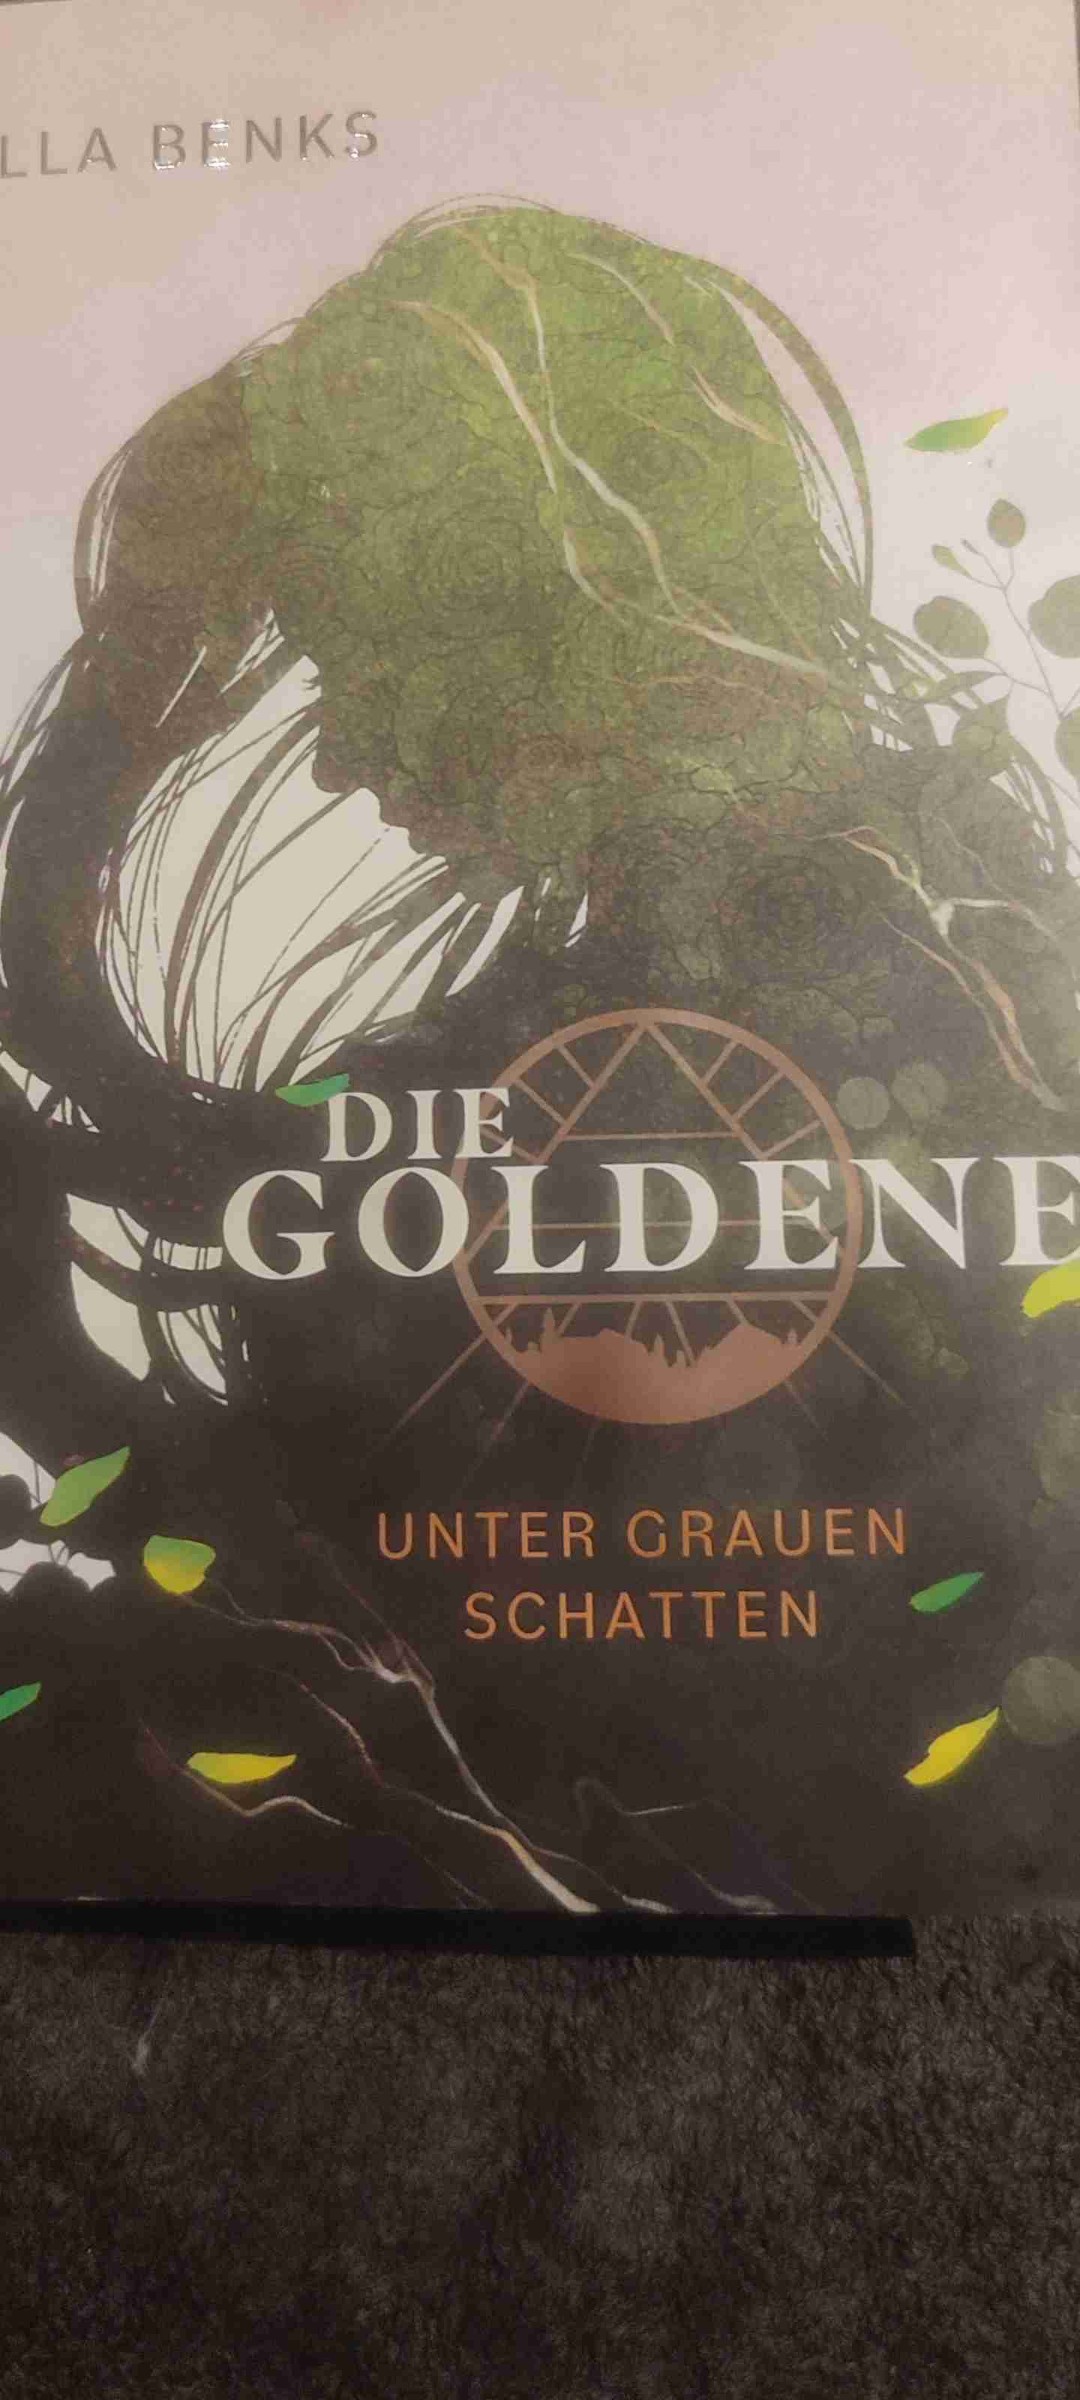 LLA BENKS
DIE
GOLDENE
UNTER GRAUEN
SCHATTEN